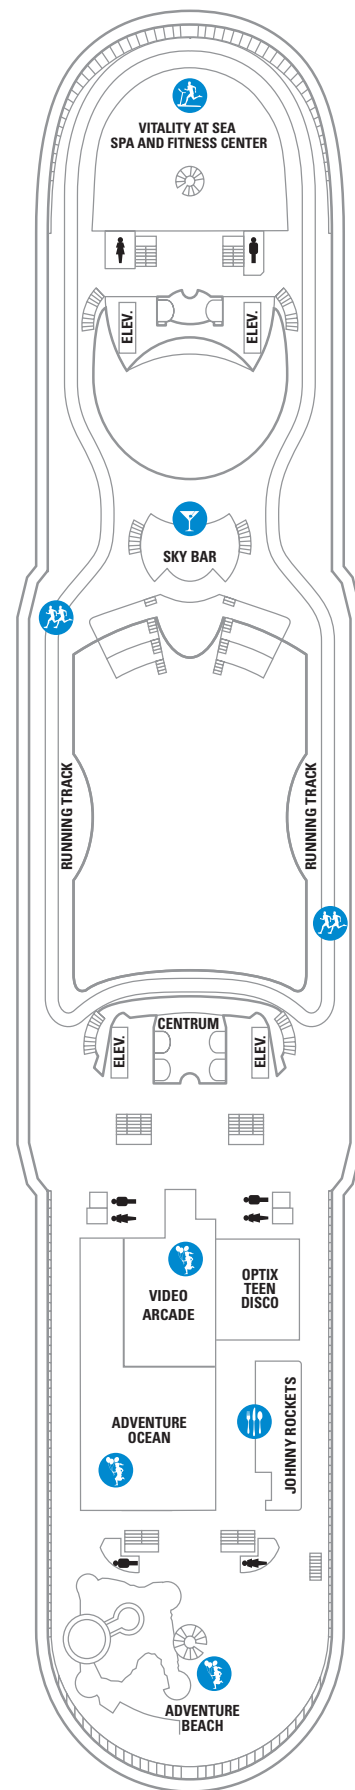 VITALITY AT SEA
SPA AND FITNESS CENTER
ELEV.
ELEV.
SKY BAR
RUNNING TRACK
RUNNING TRACK
CENTRUM
ELEV.
ELEV.
VIDEO
ARCADE
OPTIX
TEEN
DISCO
ADVENTURE
OCEAN
JOHNNY ROCKETS
ADVENTURE
BEACH